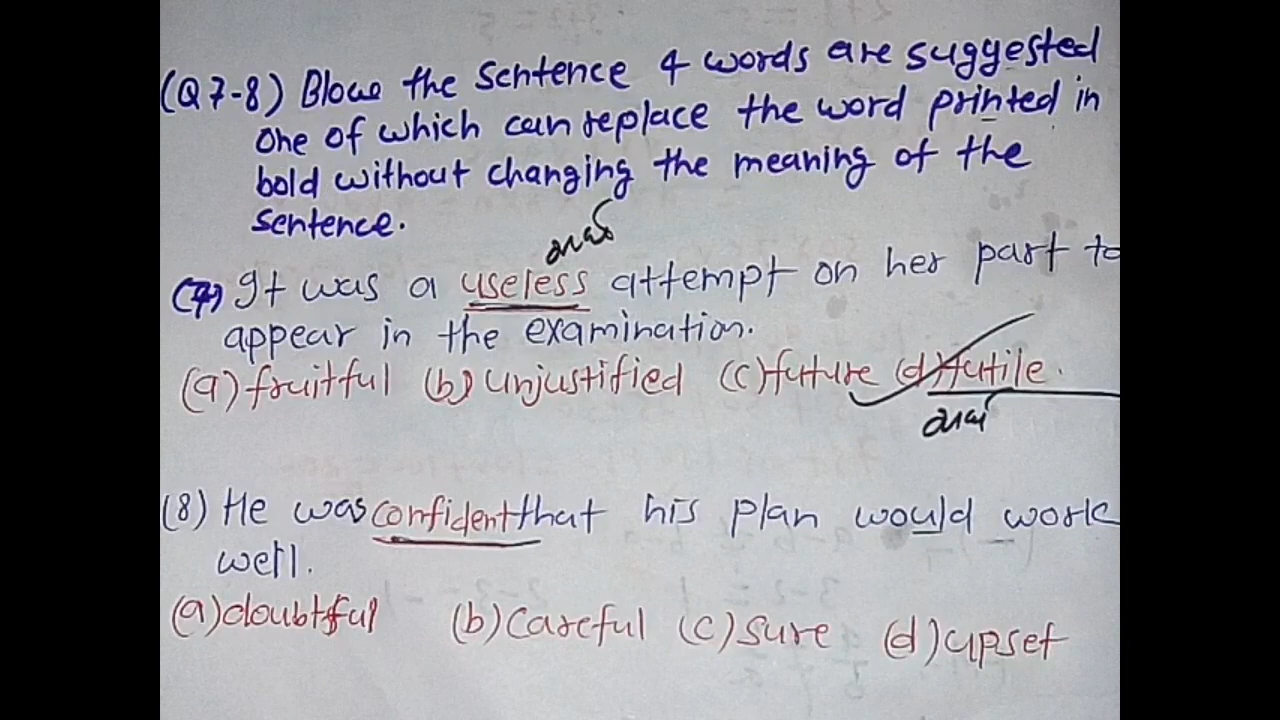 (Q7-8) Blow the sentence 4 words are suggested
one of which can replace the word printed in
bold without changing the meaning of the
sentence.
(7) It was a useless attempt on her part to
appear in the examination.
(a) fruitful (b) unjustified (c) future (d) futile.
(8) He was confident that his plan would work
well.
(a) doubtful (b) careful (c) sure (d) upset